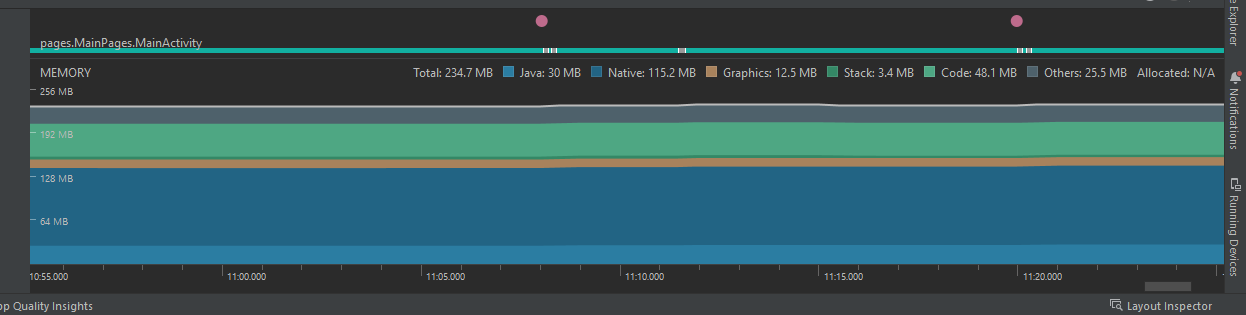 pages.MainPages.MainActivity
MEMORY
Total: 234.7 MB Java: 30 MB Native: 115.2 MB Graphics: 12.5 MB Stack: 3.4 MB Code: 48.1 MB Others: 25.5 MB Allocated: N/A
256 MB
192 MB
128 MB
64 MB
10:55.000 11:00.000 11:05.000 11:10.000 11:15.000 11:20.000
Quality Insights
Layout Inspector
Explorer
Notifications
Running Devices